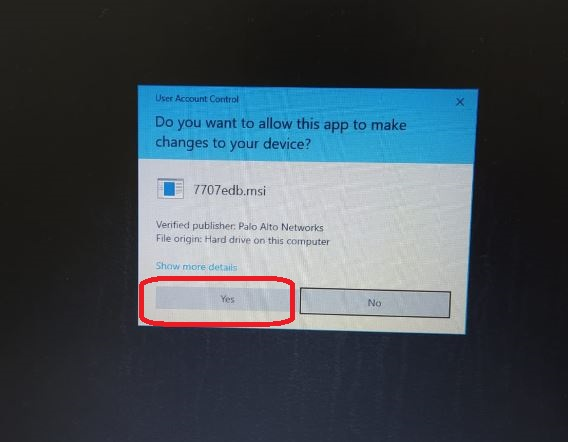 User Account Control
Do you want to allow this app to make
changes to your device?
7707edb.msi
Verified publisher: Palo Alto Networks
File origin: Hard drive on this computer
Show more details
Yes
No